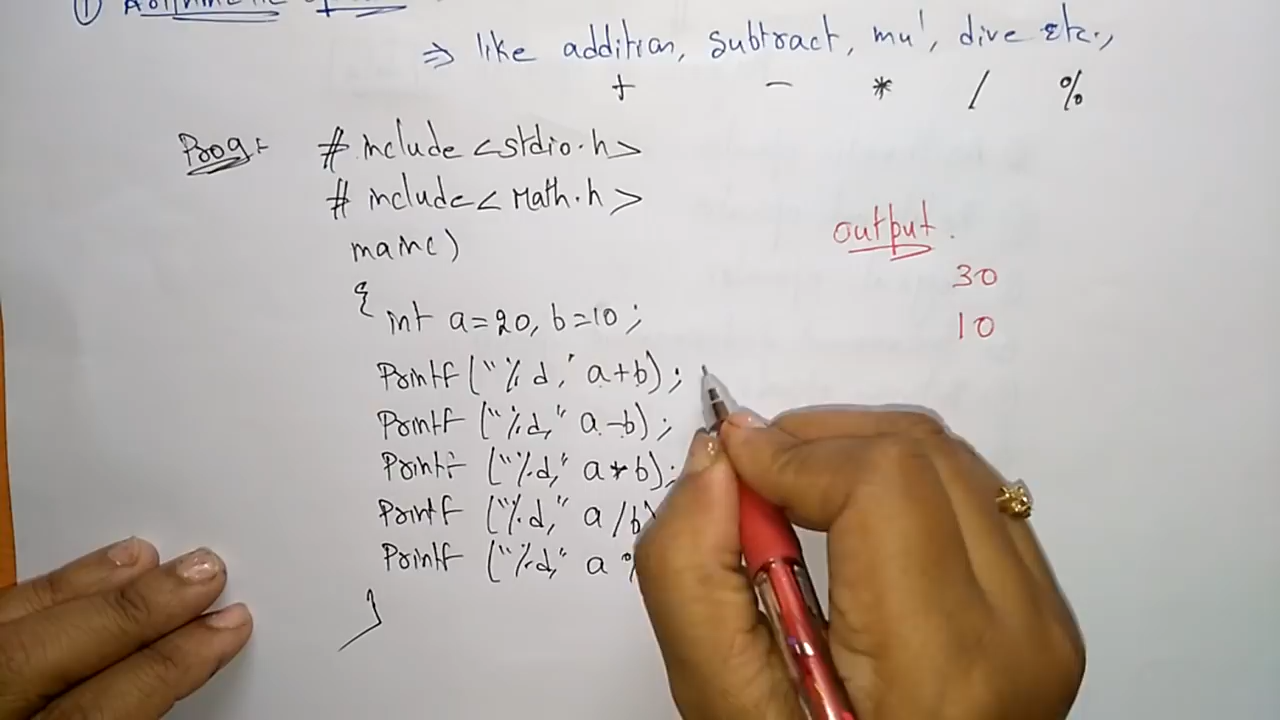 ①
⇒ like addition, subtract, mul, dive etc.,
+ - * / %
Prog:
# include <stdio.h>
# include < Math.h >
main()
{
int a=20, b=10 ;
Printf ("%d," a+b) ;
Printf ("%d," a-b) ;
Printf ("%d," a*b) ;
Printf ("%d," a/b)
Printf ("%d," a %
}
output .
30
10